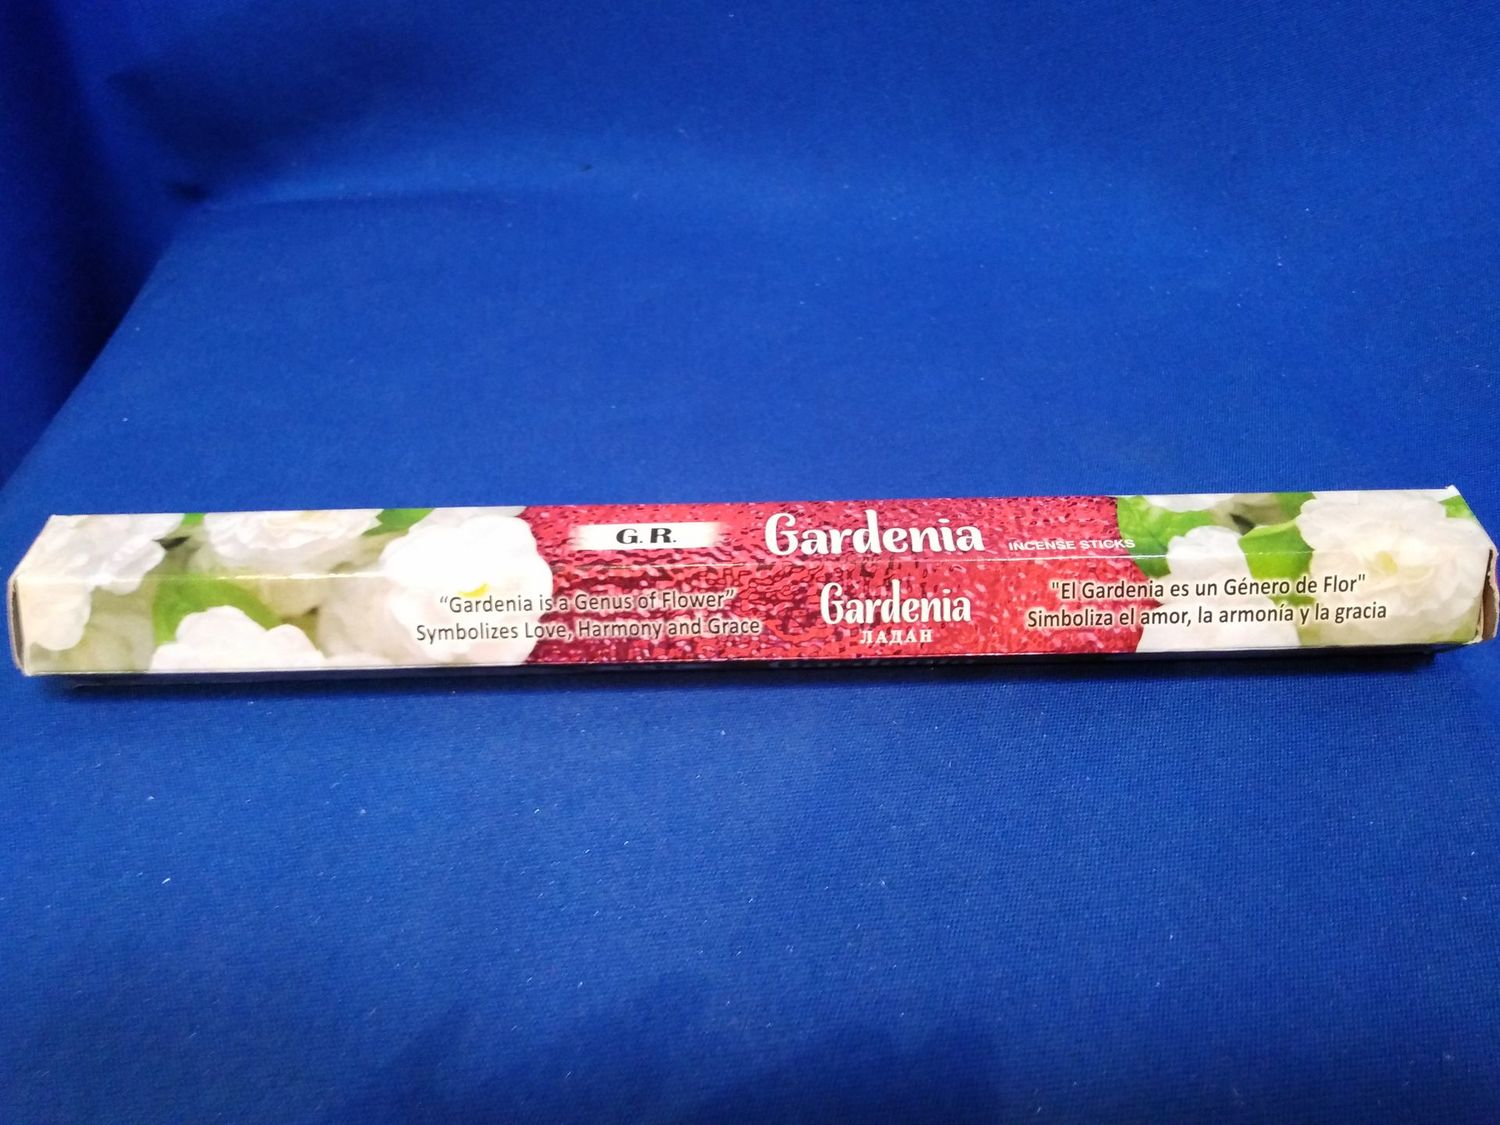 G. R.
Gardenia
INCENSE STICKS
“Gardenia is a Genus of Flower”
Symbolizes Love, Harmony and Grace
Gardenia
ЛАДАН
"El Gardenia es un Género de Flor"
Simboliza el amor, la armonía y la gracia